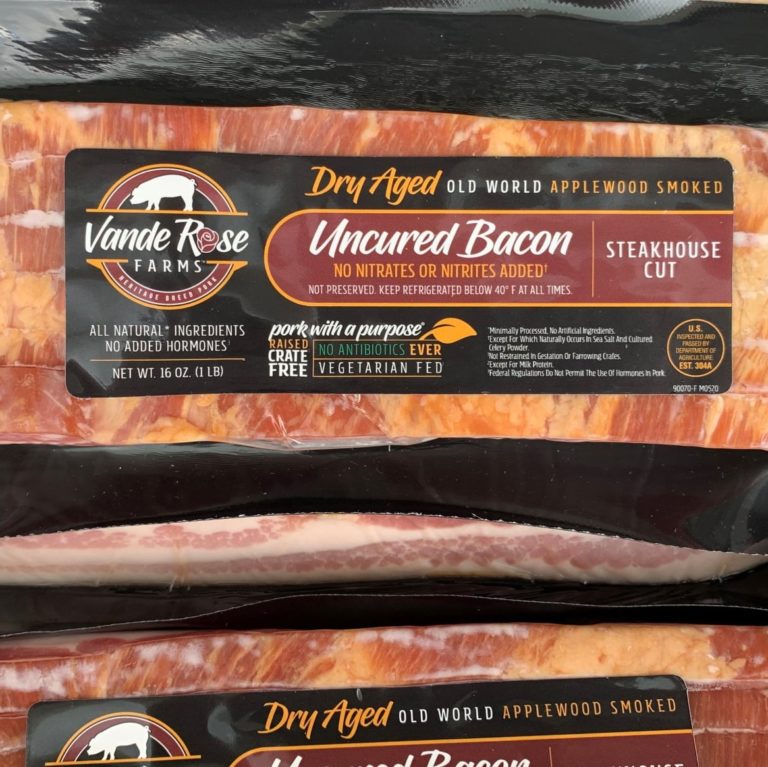 Dry Aged OLD WORLD APPLEWOOD SMOKED
Vande Rose
FARMS
HERITAGE BREED PORK
Uncured Bacon
NO NITRATES OR NITRITES ADDED†
NOT PRESERVED. KEEP REFRIGERATED BELOW 40° F AT ALL TIMES.
STEAKHOUSE
CUT
ALL NATURAL* INGREDIENTS
NO ADDED HORMONES
NET WT. 16 OZ. (1 LB)
pork with a purpose®
RAISED
CRATE
FREE
NO ANTIBIOTICS EVER
VEGETARIAN FED
*Minimally Processed, No Artificial Ingredients.
†Except For Which Naturally Occurs In Sea Salt And Cultured
Celery Powder.
Not Restrained In Gestation Or Farrowing Crates.
Except For Milk Protein.
Federal Regulations Do Not Permit The Use Of Hormones In Pork.
U.S.
INSPECTED AND
PASSED BY
DEPARTMENT OF
AGRICULTURE
EST. 304A
90070-F M0520
Dry Aged OLD WORLD APPLEWOOD SMOKED
Uncured Bacon